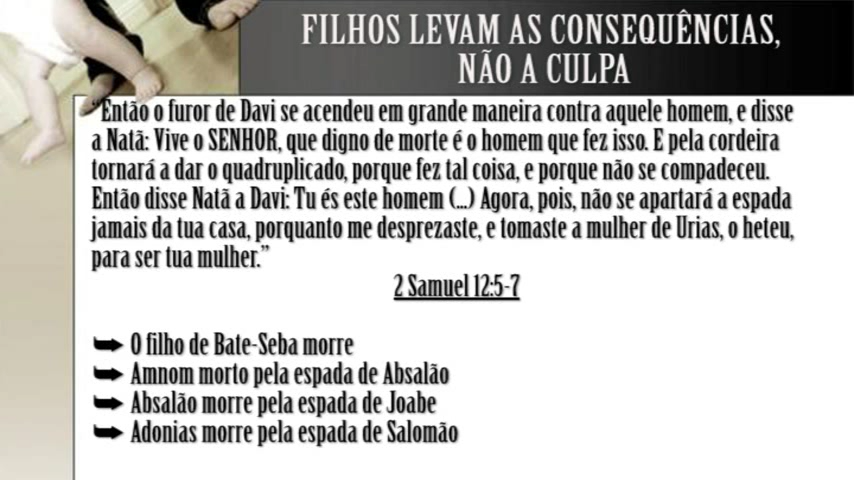 FILHOS LEVAM AS CONSEQUÊNCIAS,
NÃO A CULPA
“Então o furor de Davi se acendeu em grande maneira contra aquele homem, e disse
a Natã: Vive o SENHOR, que digno de morte é o homem que fez isso. E pela cordeira
tornará a dar o quadruplicado, porque fez tal coisa, e porque não se compadeceu.
Então disse Natã a Davi: Tu és este homem (...) Agora, pois, não se apartará a espada
jamais da tua casa, porquanto me desprezaste, e tomaste a mulher de Urias, o heteu,
para ser tua mulher.”
2 Samuel 12:5-7
➥ O filho de Bate-Seba morre
➥ Amnom morto pela espada de Absalão
➥ Absalão morre pela espada de Joabe
➥ Adonias morre pela espada de Salomão